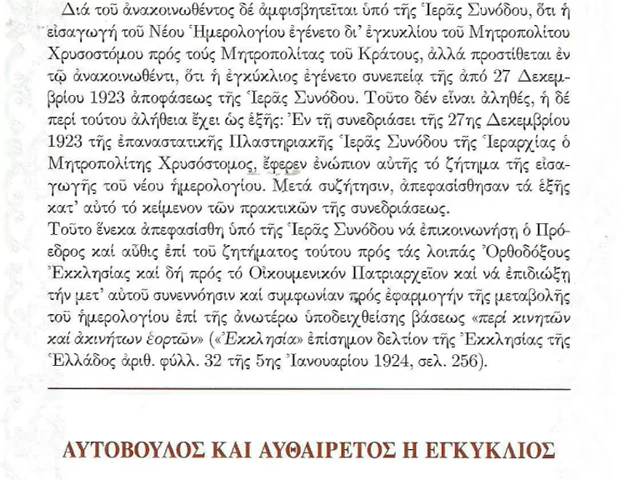 Διά τοῦ ἀνακοινωθέντος δέ ἀμφισβητεῖται ὑπό τῆς Ἱερᾶς Συνόδου, ὅτι ἡ
εἰσαγωγή τοῦ Νέου Ἡμερολογίου ἐγένετο δι' ἐγκυκλίου τοῦ Μητροπολίτου
Χρυσοστόμου πρός τούς Μητροπολίτας τοῦ Κράτους, ἀλλά προστίθεται ἐν
τῷ ἀνακοινωθέντι, ὅτι ἡ ἐγκύκλιος ἐγένετο συνεπείᾳ τῆς ἀπό 27 Δεκεμ-
βρίου 1923 ἀποφάσεως τῆς Ἱερᾶς Συνόδου. Τοῦτο δέν εἶναι ἀληθές, ἡ δέ
περί τούτου ἀλήθεια ἔχει ὡς ἑξῆς: Ἐν τῇ συνεδριάσει τῆς 27ης Δεκεμβρίου
1923 τῆς ἐπαναστατικῆς Πλαστηριακῆς Ἱερᾶς Συνόδου τῆς Ἱεραρχίας ὁ
Μητροπολίτης Χρυσόστομος, ἔφερεν ἐνώπιον αὐτῆς τό ζήτημα τῆς εἰσα-
γωγῆς τοῦ νέου ἡμερολογίου. Μετά συζήτησιν, ἀπεφασίσθησαν τά ἑξῆς
κατ' αὐτό τό κείμενον τῶν πρακτικῶν τῆς συνεδριάσεως.
Τοῦτο ἕνεκα ἀπεφασίσθη ὑπό τῆς Ἱερᾶς Συνόδου νά ἐπικοινωνήσῃ ὁ Πρό-
εδρος καί αὖθις ἐπί τοῦ ζητήματος τούτου πρός τάς λοιπάς Ὀρθοδόξους
Ἐκκλησίας καί δή πρός τό Οἰκουμενικόν Πατριαρχεῖον καί νά ἐπιδιώξῃ
τήν μετ' αὐτοῦ συνεννόησιν καί συμφωνίαν πρός ἐφαρμογήν τῆς μεταβολῆς
τοῦ ἡμερολογίου ἐπί τῆς ἀνωτέρω ὑποδειχθείσης βάσεως «περί κινητῶν
καί ἀκινήτων ἑορτῶν» («Ἐκκλησία» ἐπίσημον δελτίον τῆς Ἐκκλησίας τῆς
Ἑλλάδος ἀριθ. φύλλ. 32 τῆς 5ης Ἰανουαρίου 1924, σελ. 256).
ΑΥΤΟΒΟΥΛΟΣ ΚΑΙ ΑΥΘΑΙΡΕΤΟΣ Η ΕΓΚΥΚΛΙΟΣ